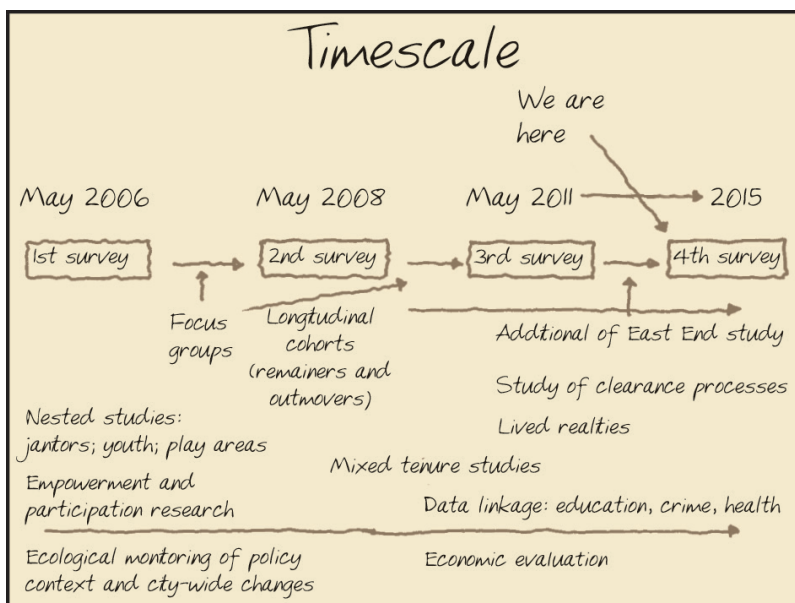 Timescale
We are
here
May 2006
May 2008
May 2011
2015
1st survey
2nd survey
3rd survey
4th survey
Focus
groups
Longitudinal
cohorts
(remainers and
outmovers)
Addtional of East End study
Study of clearance processes
Lived realties
Nested studies:
jantors; youth; play areas
Mixed tenure studies
Empowerment and
participation research
Data linkage: education, crime, health
Ecological montoring of policy
context and cty-wide changes
Economic evaluation